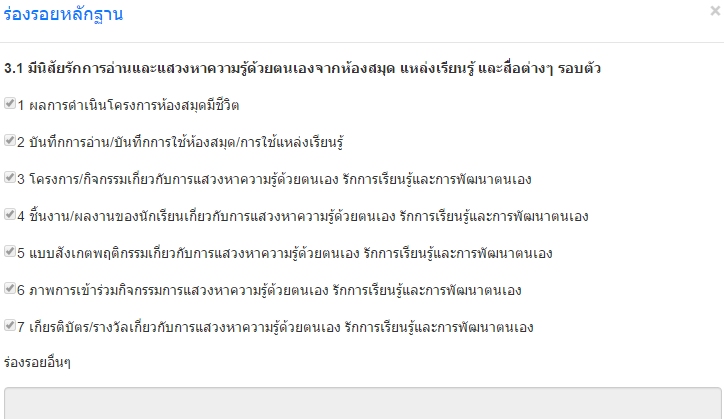 ร่องรอยหลักฐาน
×
3.1 มีนิสัยรักการอ่านและแสวงหาความรู้ด้วยตนเองจากห้องสมุด แหล่งเรียนรู้ และสื่อต่างๆ รอบตัว
1 ผลการดำเนินโครงการห้องสมุดมีชีวิต
2 บันทึกการอ่าน/บันทึกการใช้ห้องสมุด/การใช้แหล่งเรียนรู้
3 โครงการ/กิจกรรมเกี่ยวกับการแสวงหาความรู้ด้วยตนเอง รักการเรียนรู้และการพัฒนาตนเอง
4 ชิ้นงาน/ผลงานของนักเรียนเกี่ยวกับการแสวงหาความรู้ด้วยตนเอง รักการเรียนรู้และการพัฒนาตนเอง
5 แบบสังเกตพฤติกรรมเกี่ยวกับการแสวงหาความรู้ด้วยตนเอง รักการเรียนรู้และการพัฒนาตนเอง
6 ภาพการเข้าร่วมกิจกรรมการแสวงหาความรู้ด้วยตนเอง รักการเรียนรู้และการพัฒนาตนเอง
7 เกียรติบัตร/รางวัลเกี่ยวกับการแสวงหาความรู้ด้วยตนเอง รักการเรียนรู้และการพัฒนาตนเอง
ร่องรอยอื่นๆ